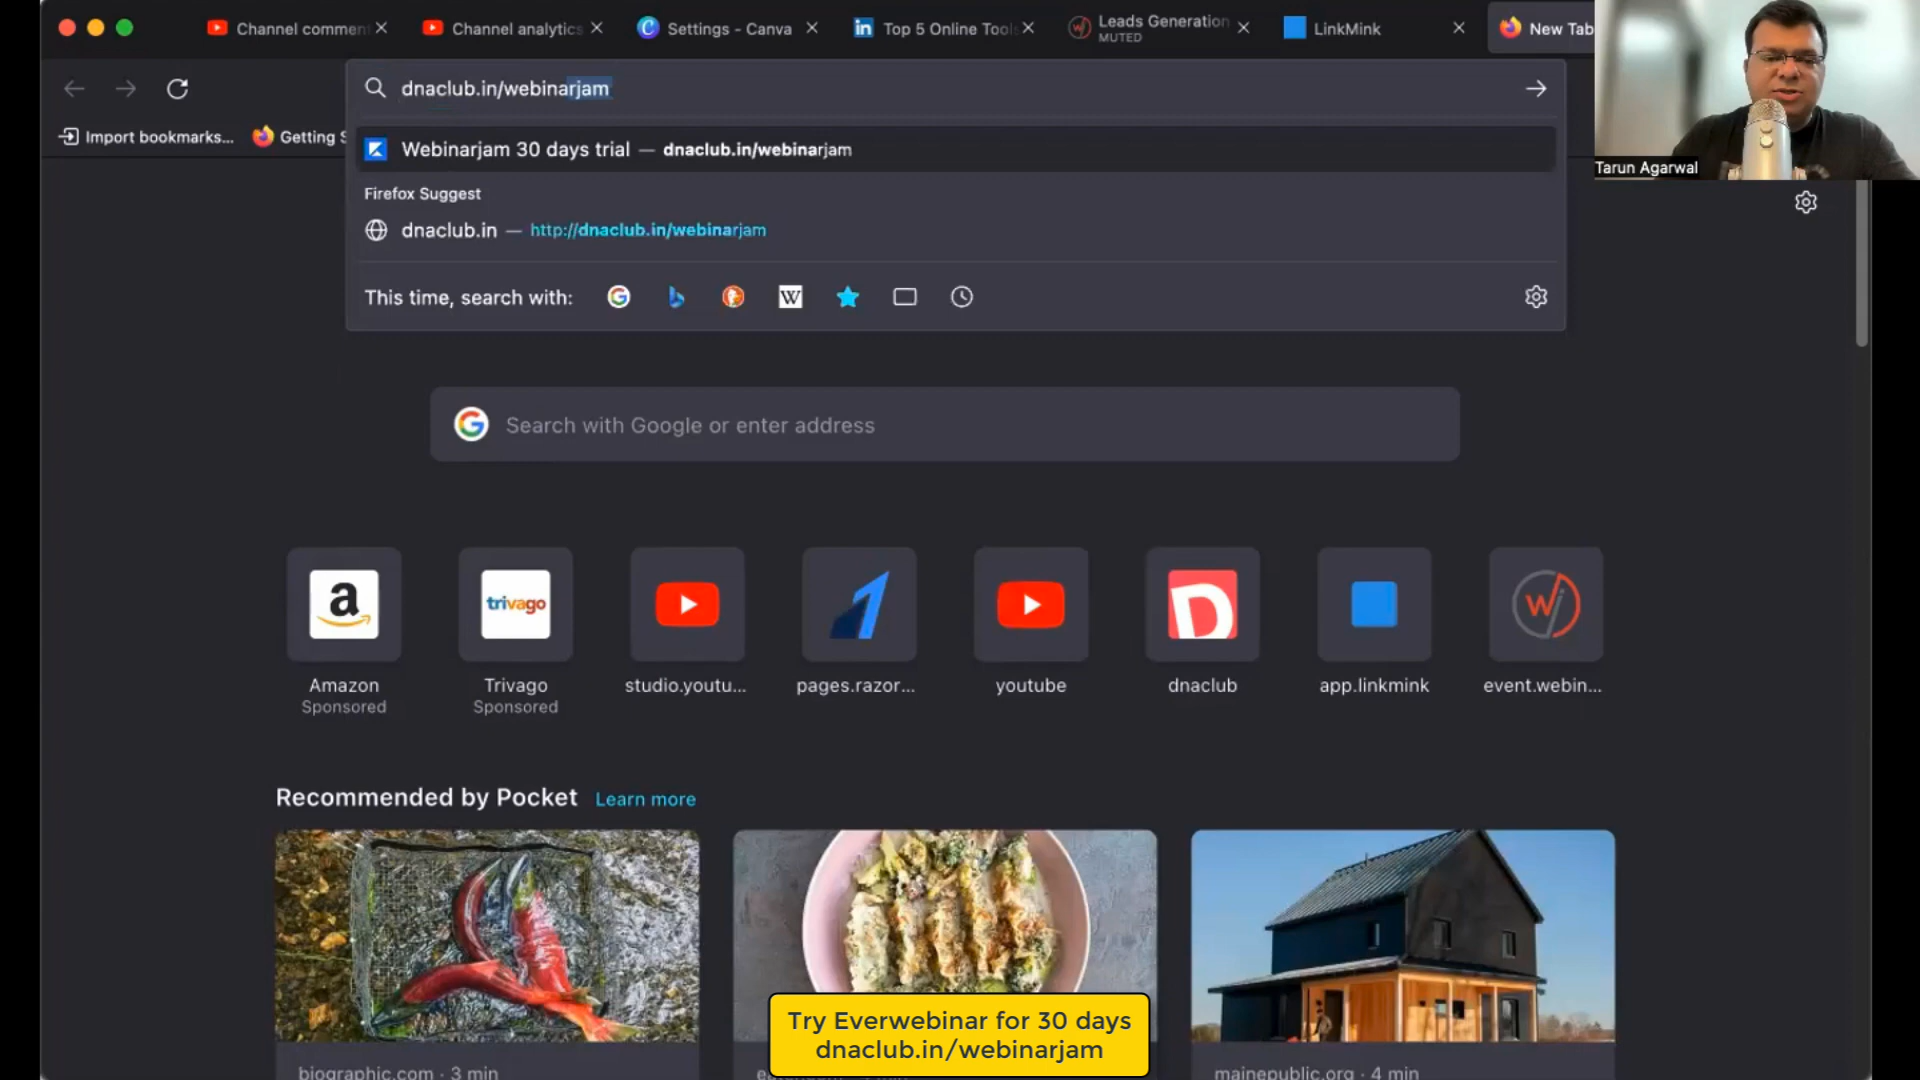 Channel commen
Channel analytics
Settings - Canva
Top 5 Online Tools
Leads Generation
MUTED
LinkMink
New Tab
dnaclub.in/webinarjam
Import bookmarks...
Getting S
Webinarjam 30 days trial — dnaclub.in/webinarjam
Firefox Suggest
dnaclub.in — http://dnaclub.in/webinarjam
This time, search with:
Tarun Agarwal
Search with Google or enter address
a
trivago
Amazon
Sponsored
Trivago
Sponsored
studio.youtu...
pages.razor...
youtube
dnaclub
app.linkmink
event.webin...
Recommended by Pocket Learn more
Try Everwebinar for 30 days
dnaclub.in/webinarjam
biographic.com · 3 min
mainepublic.org · 4 min